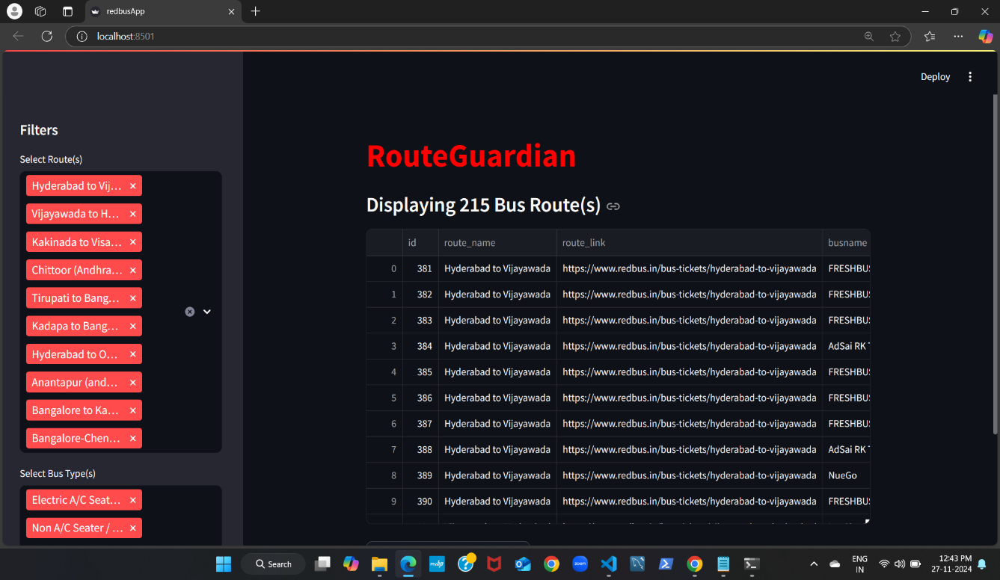 redbusApp
localhost:8501
Deploy
Filters
Select Route(s)
Hyderabad to Vij...
Vijayawada to H...
Kakinada to Visa...
Chittoor (Andhra...
Tirupati to Bang...
Kadapa to Bang...
Hyderabad to O...
Anantapur (and...
Bangalore to Ka...
Bangalore-Chen...
Select Bus Type(s)
Electric A/C Seat...
Non A/C Seater / ...
RouteGuardian
Displaying 215 Bus Route(s)
id route_name route_link busname
0 381 Hyderabad to Vijayawada https://www.redbus.in/bus-tickets/hyderabad-to-vijayawada FRESHBUS
1 382 Hyderabad to Vijayawada https://www.redbus.in/bus-tickets/hyderabad-to-vijayawada FRESHBUS
2 383 Hyderabad to Vijayawada https://www.redbus.in/bus-tickets/hyderabad-to-vijayawada FRESHBUS
3 384 Hyderabad to Vijayawada https://www.redbus.in/bus-tickets/hyderabad-to-vijayawada AdSai RK T
4 385 Hyderabad to Vijayawada https://www.redbus.in/bus-tickets/hyderabad-to-vijayawada FRESHBUS
5 386 Hyderabad to Vijayawada https://www.redbus.in/bus-tickets/hyderabad-to-vijayawada FRESHBUS
6 387 Hyderabad to Vijayawada https://www.redbus.in/bus-tickets/hyderabad-to-vijayawada FRESHBUS
7 388 Hyderabad to Vijayawada https://www.redbus.in/bus-tickets/hyderabad-to-vijayawada AdSai RK T
8 389 Hyderabad to Vijayawada https://www.redbus.in/bus-tickets/hyderabad-to-vijayawada NueGo
9 390 Hyderabad to Vijayawada https://www.redbus.in/bus-tickets/hyderabad-to-vijayawada FRESHBUS
Search
myhp
zoom
ENG
IN
12:43 PM
27-11-2024